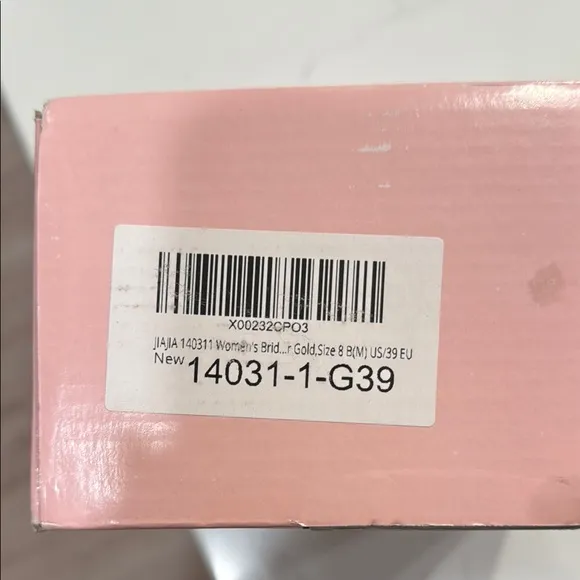 X00232CPO3
JIAJIA 140311 Women's Brid...r Gold,Size 8 B(M) US/39 EU
New
14031-1-G39